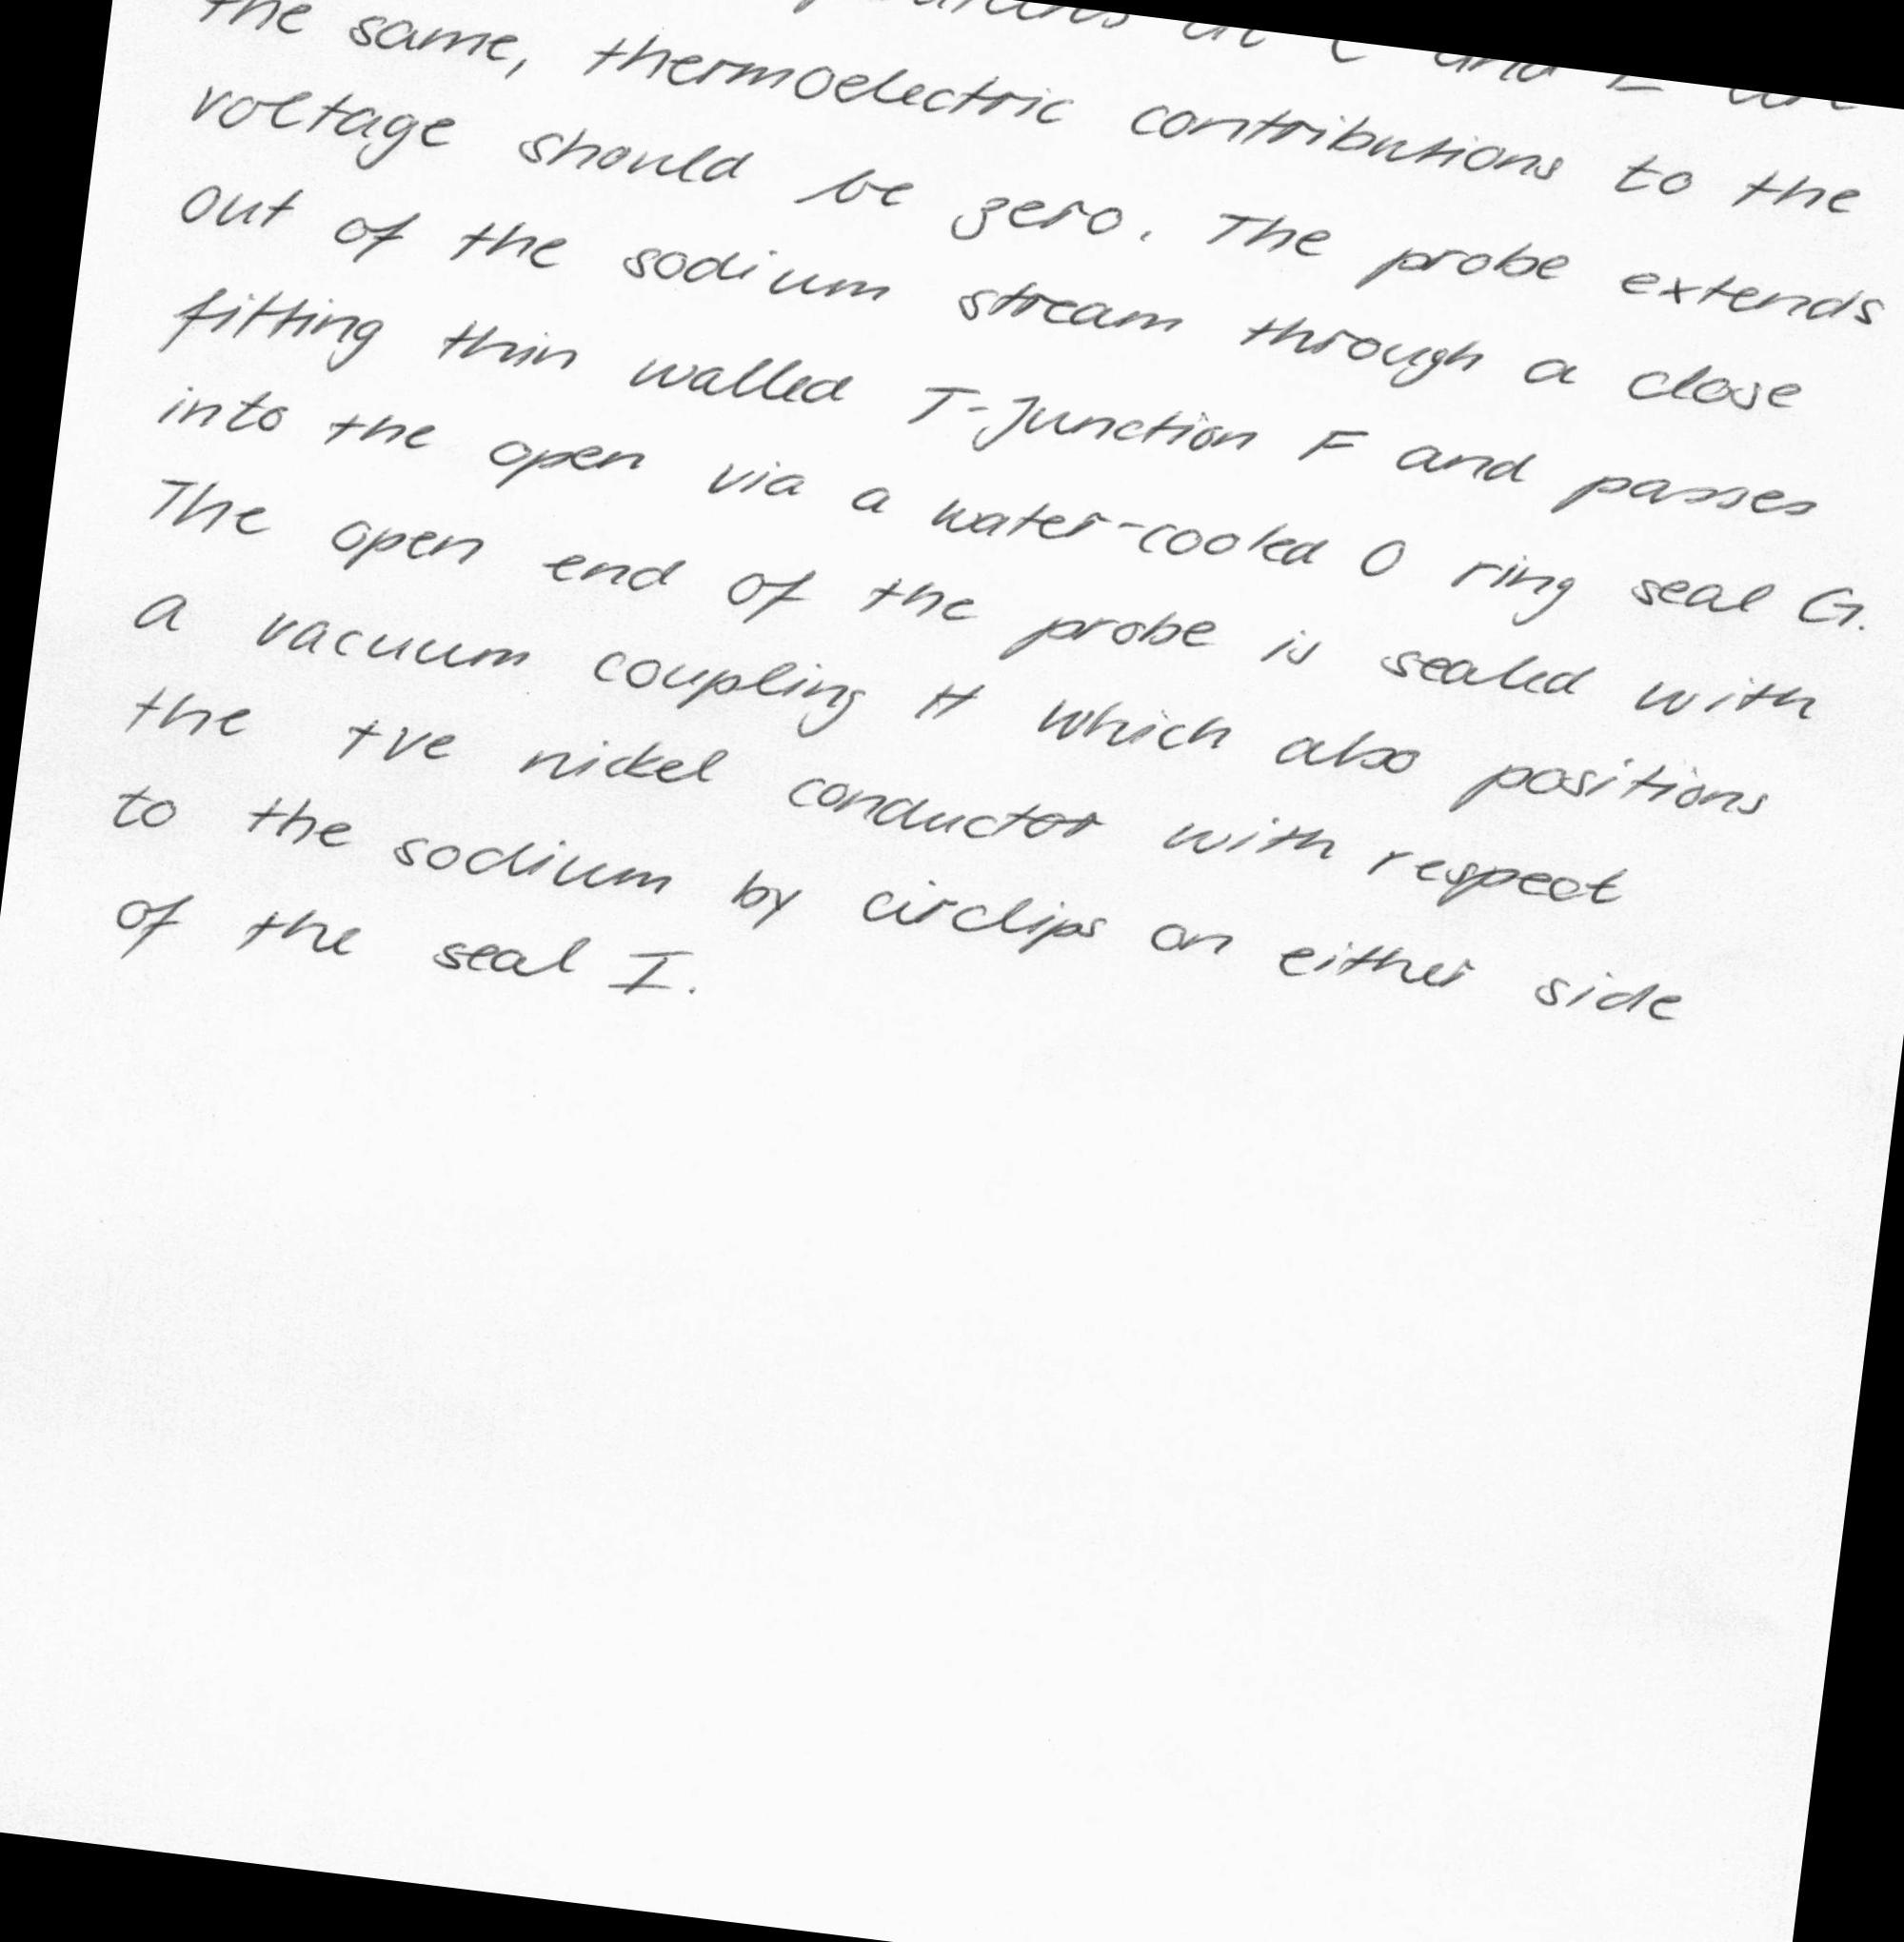 at C and E are
the same, thermoelectric contributions to the
voltage should be zero. The probe extends
out of the sodium stream through a close
fitting thin walled T-Junction F and passes
into the open via a water-cooled O ring seal G.
The open end of the probe is sealed with
a vacuum coupling H which also positions
the +ve nickel conductor with respect
to the sodium by circlips on either side
of the seal I.